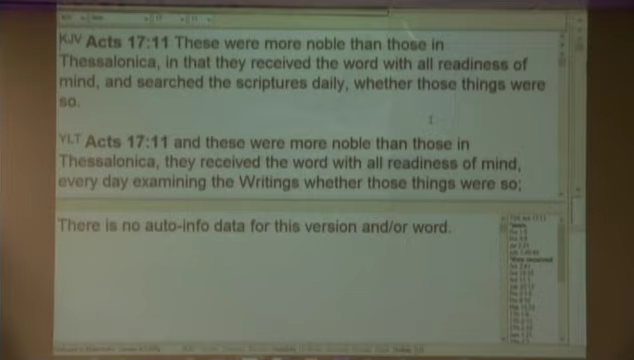 KJV Acts 17:11 These were more noble than those in
Thessalonica, in that they received the word with all readiness of
mind, and searched the scriptures daily, whether those things were
so.
YLT Acts 17:11 and these were more noble than those in
Thessalonica, they received the word with all readiness of mind,
every day examining the Writings whether those things were so;
There is no auto-info data for this version and/or word.